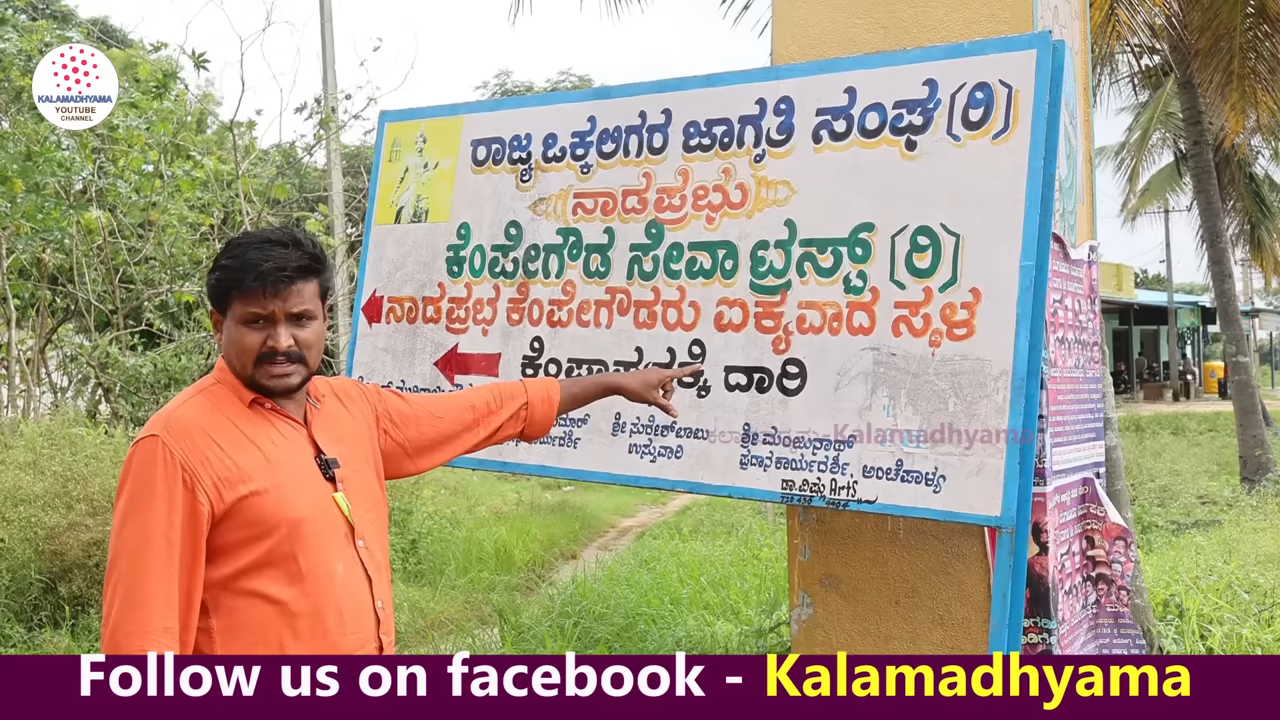 KALAMADHYAMA
YOUTUBE
CHANNEL
ರಾಜ್ಯ ಒಕ್ಕಲಿಗರ ಜಾಗೃತಿ ಸಂಘ (ರಿ)
ನಾಡಪ್ರಭು
ಕೆಂಪೇಗೌಡ ಸೇವಾ ಟ್ರಸ್ಟ್ (ರಿ)
ನಾಡಪ್ರಭ ಕೆಂಪೇಗೌಡರು ಐಕ್ಯವಾದ ಸ್ಥಳ
ದಾರಿ
ಶ್ರೀ ಸುರೇಶ್ ಬಾಬು
ಉಸ್ತುವಾರಿ
ಶ್ರೀ ಮಂಜುನಾಥ್
ಪ್ರಧಾನ ಕಾರ್ಯದರ್ಶಿ, ಅಂಚೆಪಾಳ್ಯ
ಡಾ.ವಿಷ್ಣು Arts
-Kalamadhyama
Follow us on facebook - Kalamadhyama